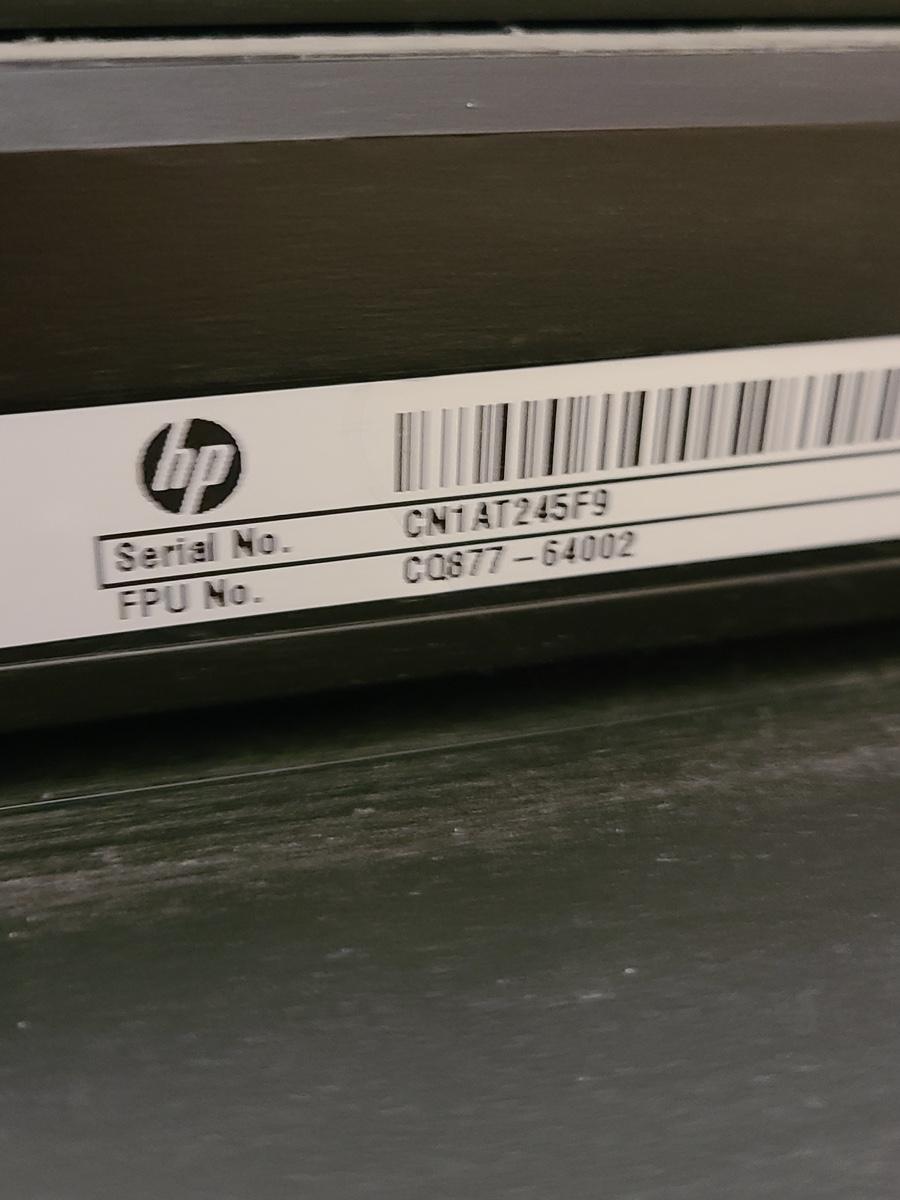 hp
Serial No. CN1AT245F9
FPU No. CQ877-64002